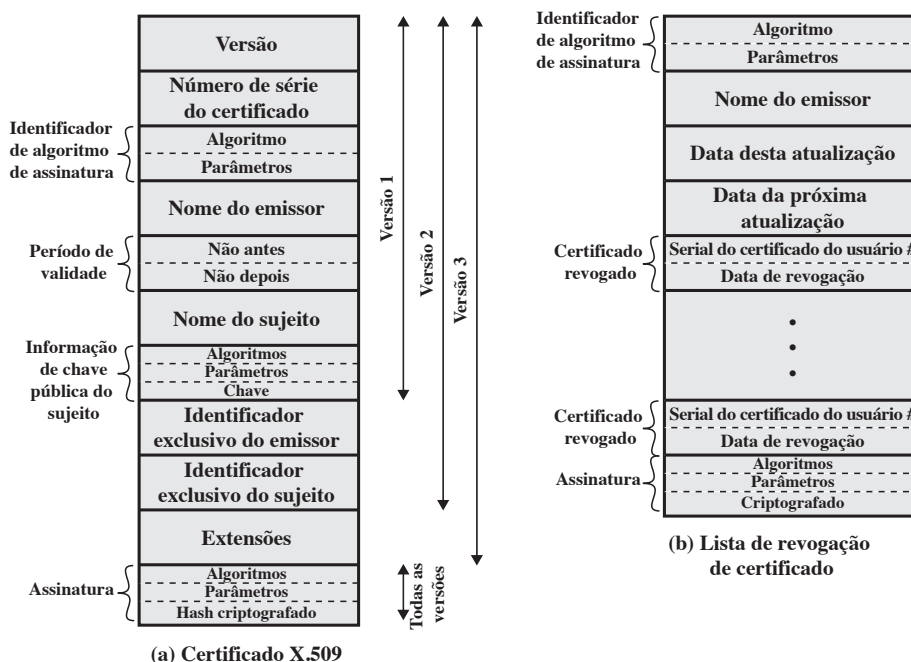 Versão
Número de série
do certificado
Identificador
de algoritmo
de assinatura
Algoritmo
Parâmetros
Nome do emissor
Período de
validade
Não antes
Não depois
Nome do sujeito
Informação
de chave
pública do
sujeito
Algoritmos
Parâmetros
Chave
Identificador
exclusivo do emissor
Identificador
exclusivo do sujeito
Extensões
Assinatura
Algoritmos
Parâmetros
Hash criptografado
Versão 1
Versão 2
Versão 3
Todas as
versões
(a) Certificado X.509
Identificador
de algoritmo
de assinatura
Algoritmo
Parâmetros
Nome do emissor
Data desta atualização
Data da próxima
atualização
Certificado
revogado
Serial do certificado do usuário #
Data de revogação
Certificado
revogado
Serial do certificado do usuário #
Data de revogação
Assinatura
Algoritmos
Parâmetros
Criptografado
(b) Lista de revogação
de certificado